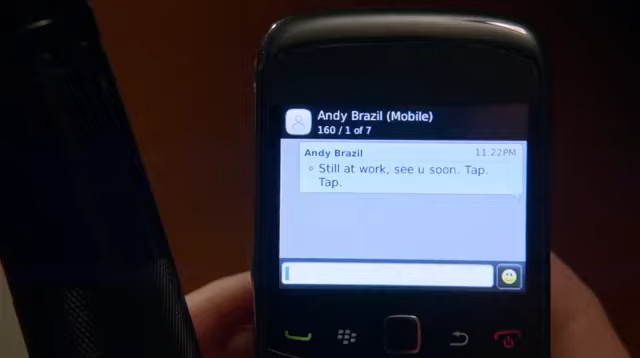 Andy Brazil (Mobile)
160 / 1 of 7
Andy Brazil 11:22PM
Still at work, see u soon. Tap.
Tap.